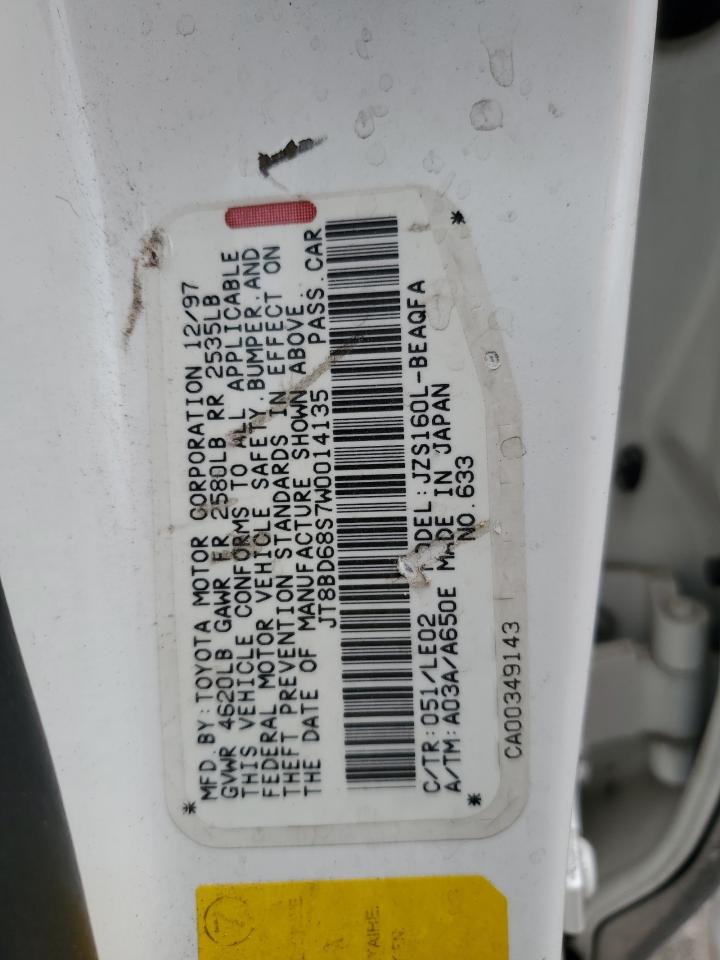 MFD.BY:TOYOTA MOTOR CORPORATION 12/97
GVWR 4620LB GAWR FR 2580LB RR 2535LB
THIS VEHICLE CONFORMS TO ALL APPLICABLE
FEDERAL MOTOR VEHICLE SAFETY,BUMPER,AND
THEFT PREVENTION STANDARDS IN EFFECT ON
THE DATE OF MANUFACTURE SHOWN ABOVE.
JT8BD68S7W0014135 PASS.CAR
C/TR:051/LE02 MODEL:JZS160L-BEAQFA
A/TM:A03A/A650E MADE IN JAPAN
NO.633
CA00349143